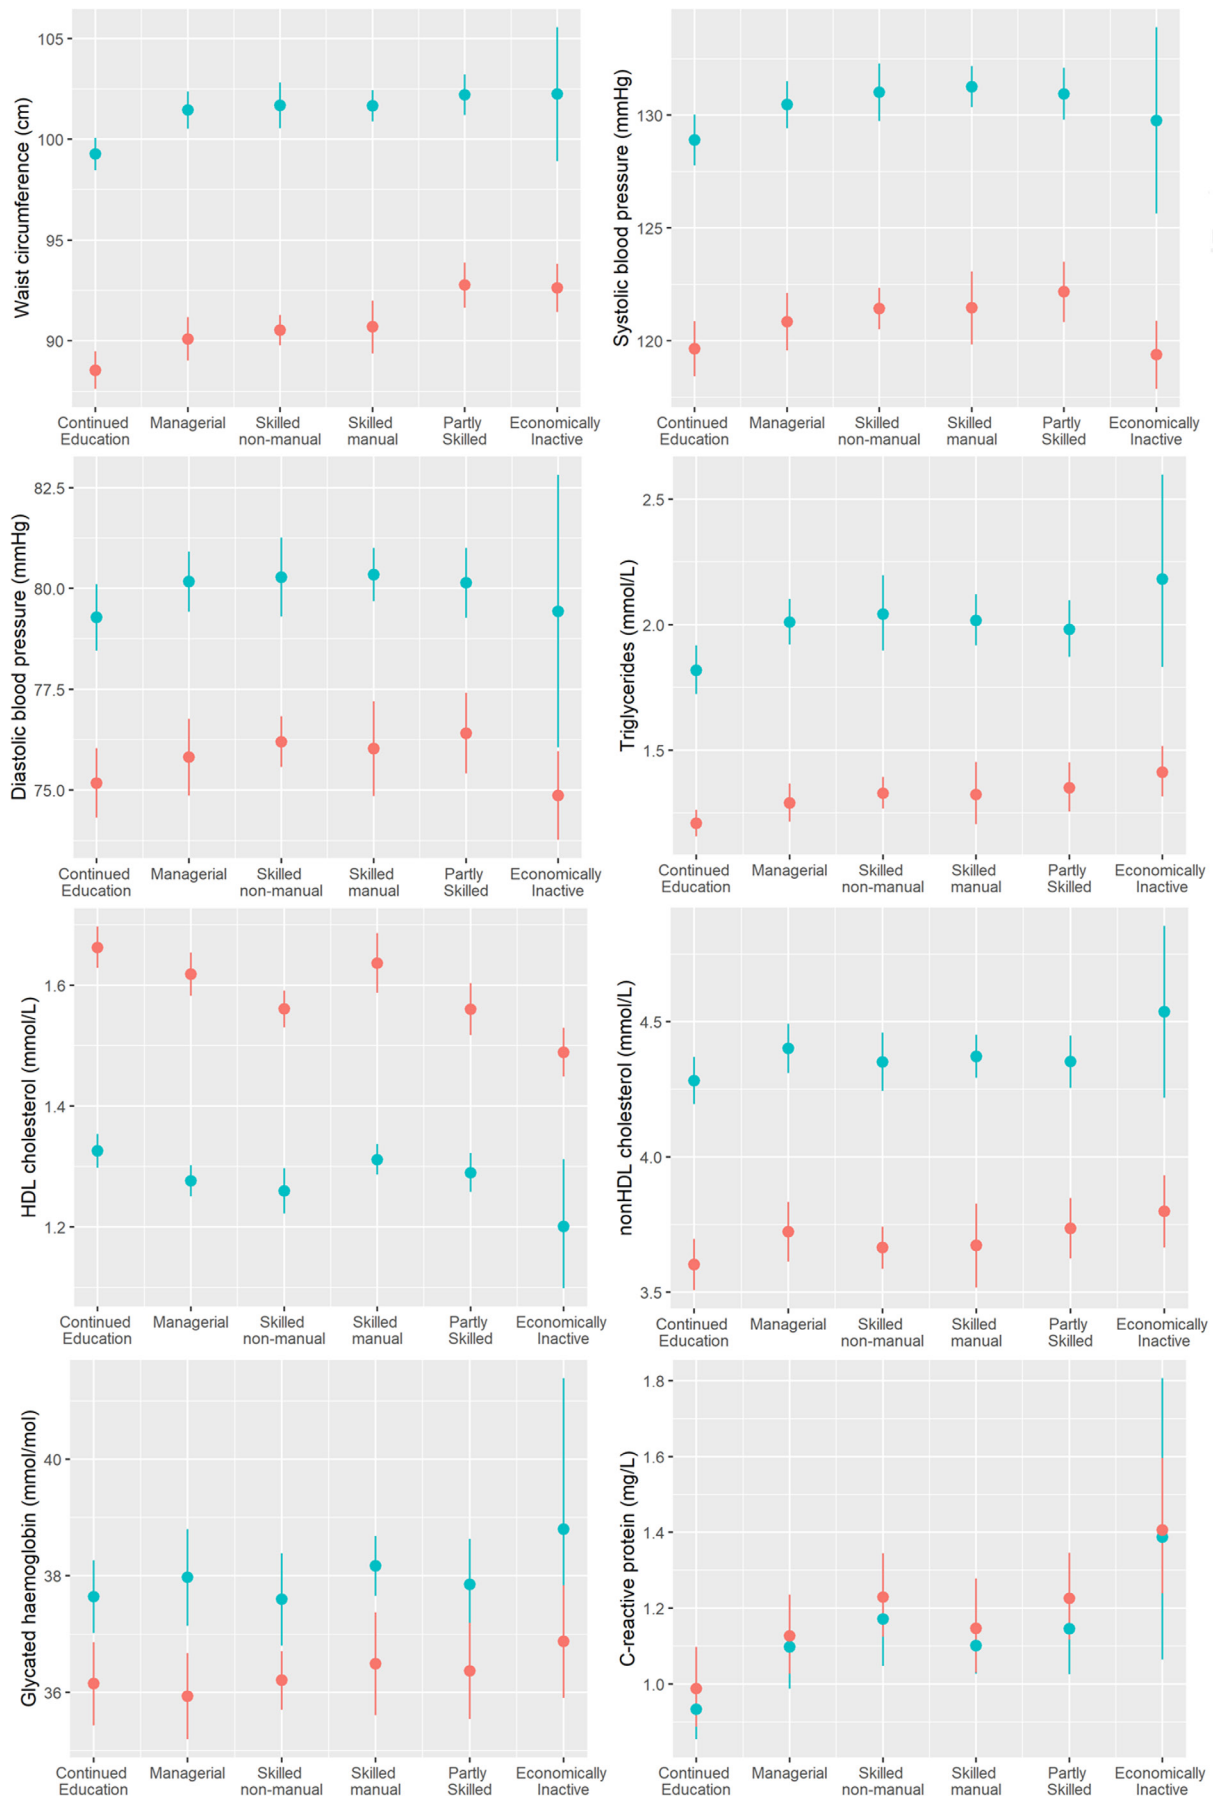 Waist circumference (cm)
105
100
95
90
Continued Managerial Skilled Skilled Partly Economically
Education non-manual manual Skilled Inactive
Systolic blood pressure (mmHg)
130
125
120
Continued Managerial Skilled Skilled Partly Economically
Education non-manual manual Skilled Inactive
Diastolic blood pressure (mmHg)
82.5
80.0
77.5
75.0
Continued Managerial Skilled Skilled Partly Economically
Education non-manual manual Skilled Inactive
Triglycerides (mmol/L)
2.5
2.0
1.5
Continued Managerial Skilled Skilled Partly Economically
Education non-manual manual Skilled Inactive
HDL cholesterol (mmol/L)
1.6
1.4
1.2
Continued Managerial Skilled Skilled Partly Economically
Education non-manual manual Skilled Inactive
nonHDL cholesterol (mmol/L)
4.5
4.0
3.5
Continued Managerial Skilled Skilled Partly Economically
Education non-manual manual Skilled Inactive
Glycated haemoglobin (mmol/mol)
40
38
36
Continued Managerial Skilled Skilled Partly Economically
Education non-manual manual Skilled Inactive
C-reactive protein (mg/L)
1.8
1.6
1.4
1.2
1.0
Continued Managerial Skilled Skilled Partly Economically
Education non-manual manual Skilled Inactive